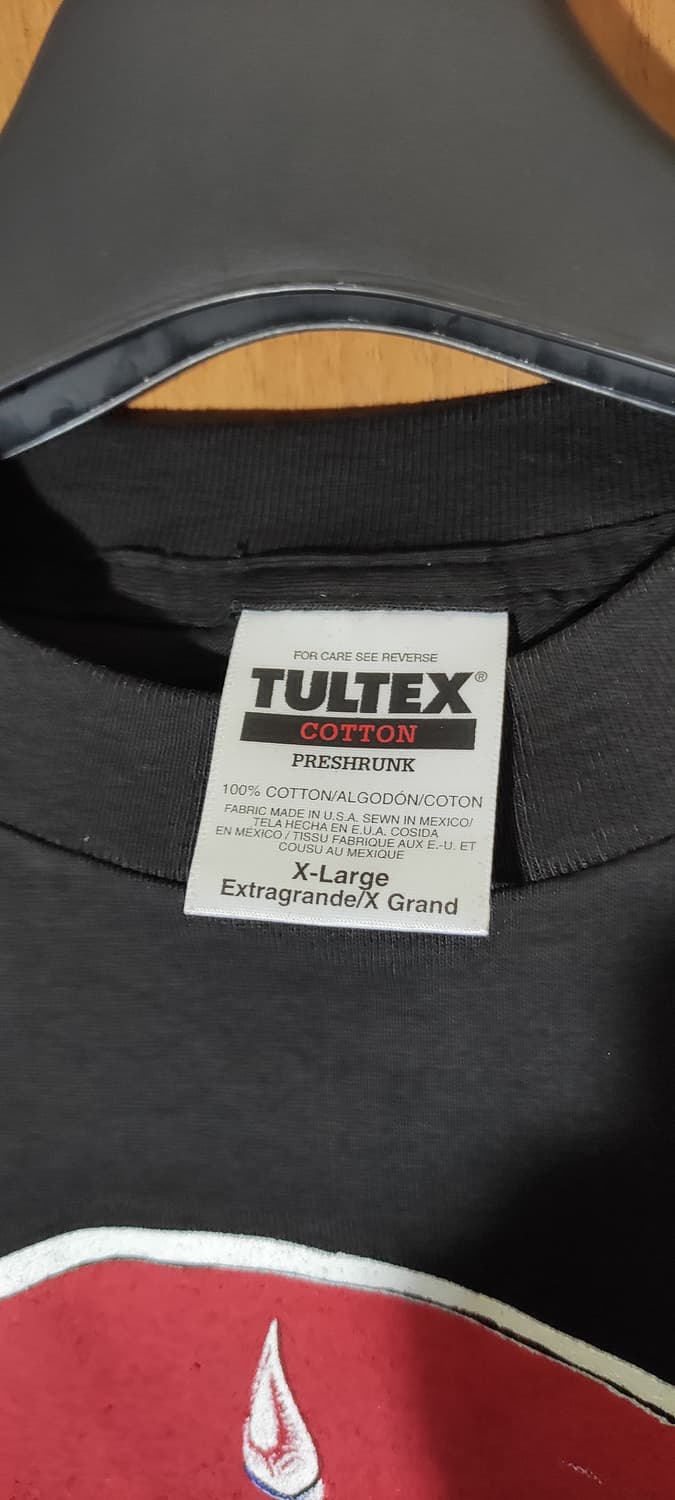 FOR CARE SEE REVERSE
TULTEX®
COTTON
PRESHRUNK
100% COTTON/ALGODÓN/COTON
FABRIC MADE IN U.S.A. SEWN IN MEXICO/
TELA HECHA EN E.U.A. COSIDA
EN MÉXICO / TISSU FABRIQUE AUX E.-U. ET
COUSU AU MEXIQUE
X-Large
Extragrande/X Grand